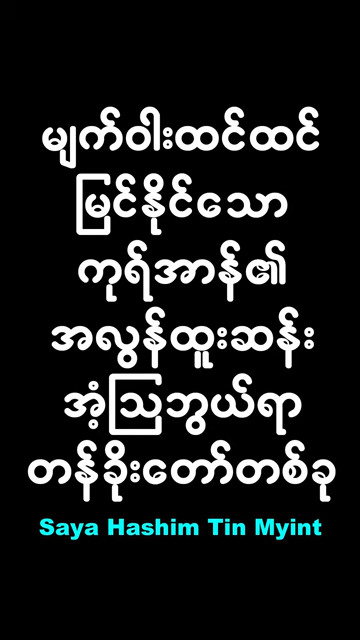 မျက်ဝါးထင်ထင်
မြင်နိုင်သော
ကုရ်အာန်၏
အလွန်ထူးဆန်း
အံ့ဩဘွယ်ရာ
တန်ခိုးတော်တစ်ခု
Saya Hashim Tin Myint